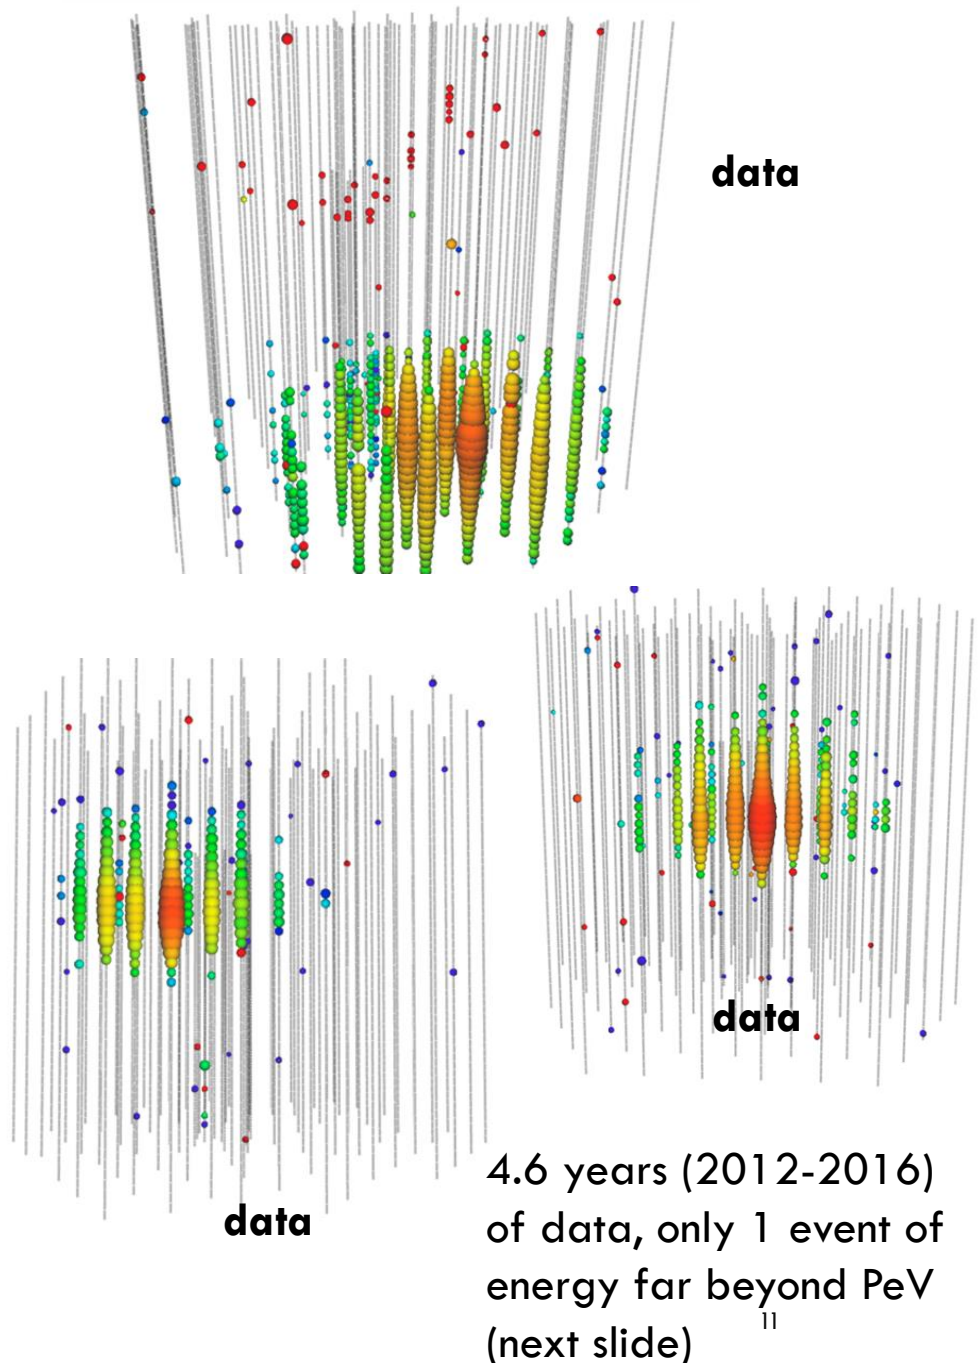 data
data
data
4.6 years (2012-2016)
of data, only 1 event of
energy far beyond PeV
(next slide)
11